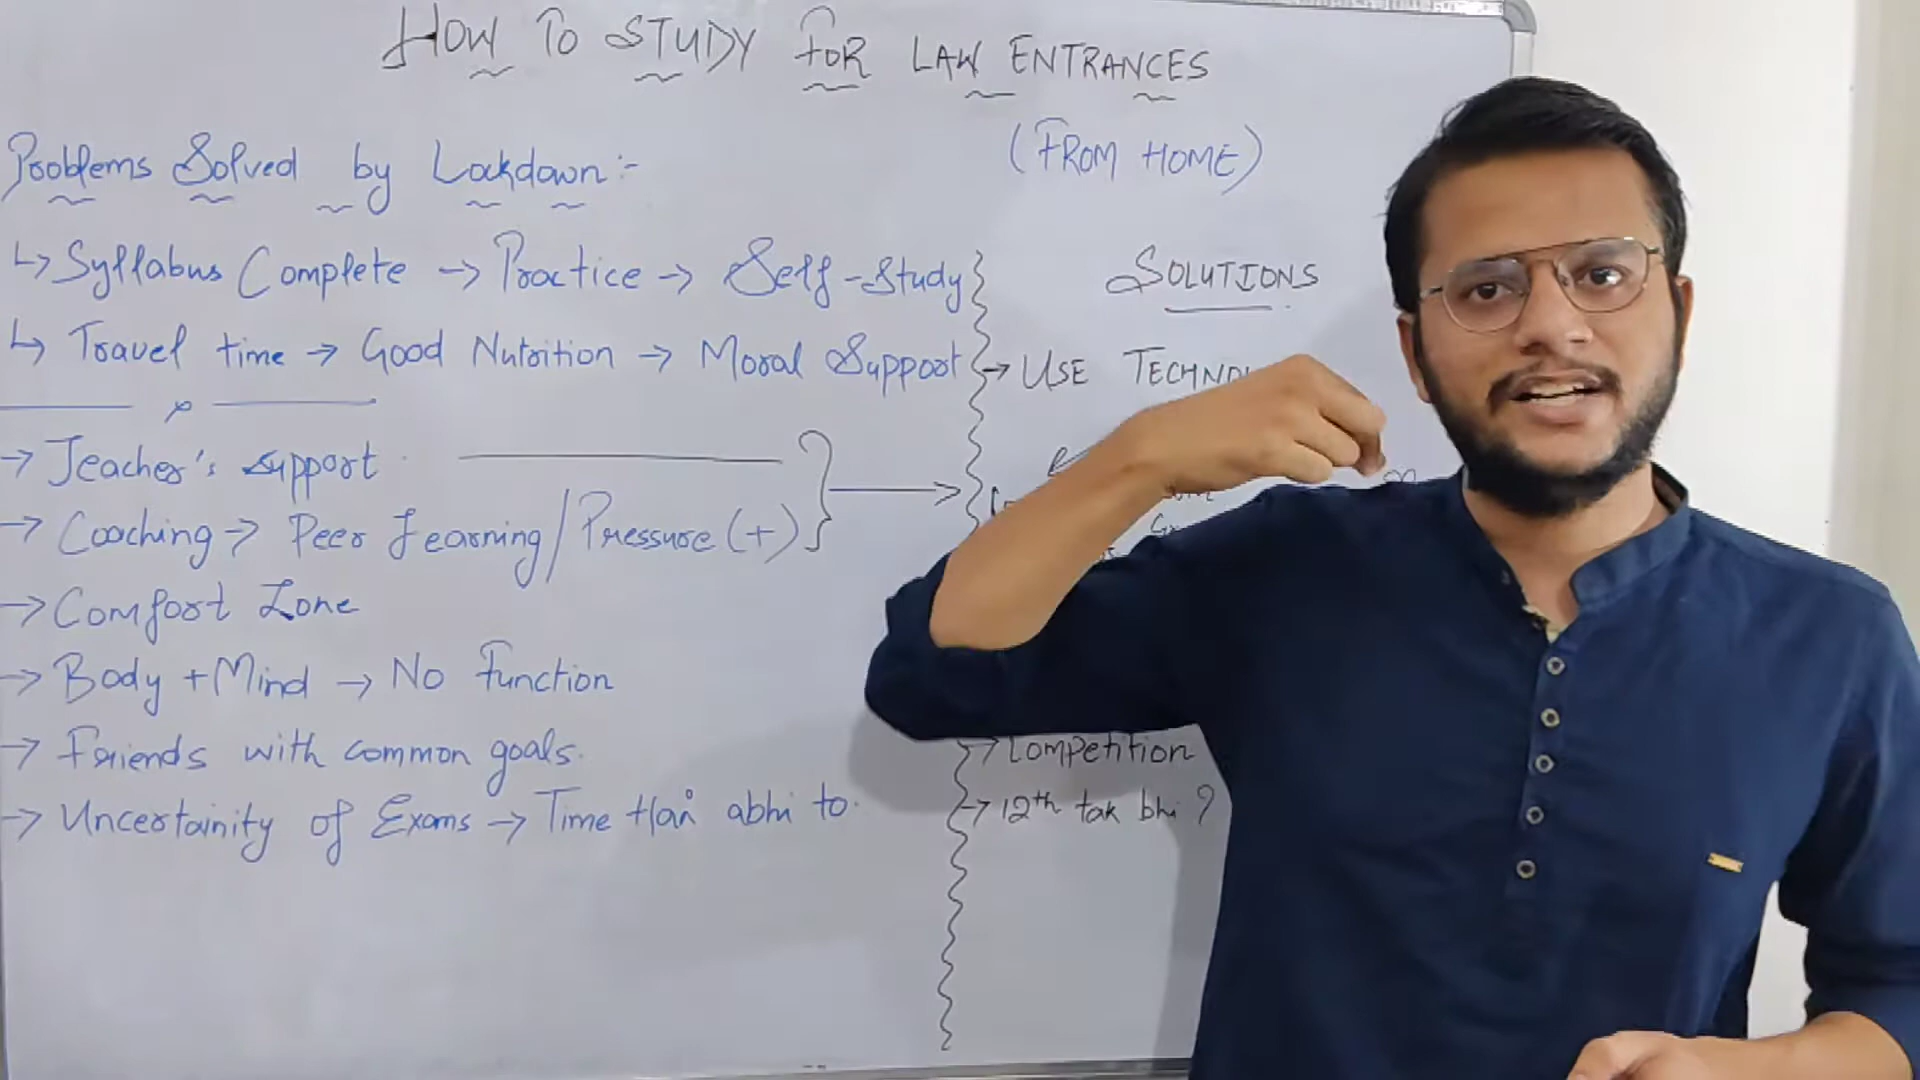 HOW TO STUDY FOR LAW ENTRANCES
(FROM HOME)
Problems Solved by Lockdown:-
↳ Syllabus Complete → Practice → Self-Study
↳ Travel time → Good Nutrition → Moral Support
→ Teacher's support
→ Coaching → Peer Learning/Pressure (+)
→ Comfort Zone
→ Body + Mind → No Function
→ Friends with common goals.
→ Uncertainity of Exams → Time Hai abhi to.
SOLUTIONS
→ USE
→ Competition
→ 12th tak bhi ?